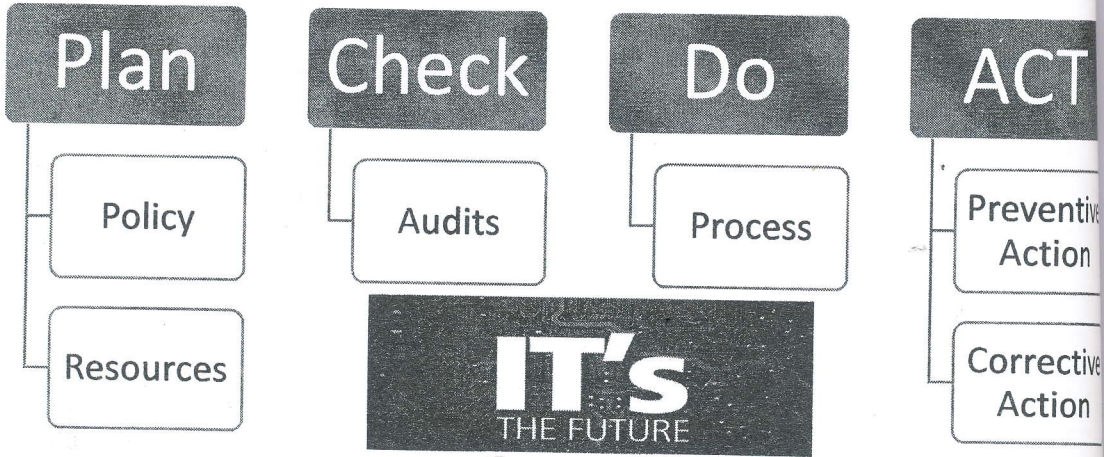 Plan
Policy
Resources
Check
Audits
Do
Process
IT's
THE FUTURE
ACT
Preventive
Action
Corrective
Action